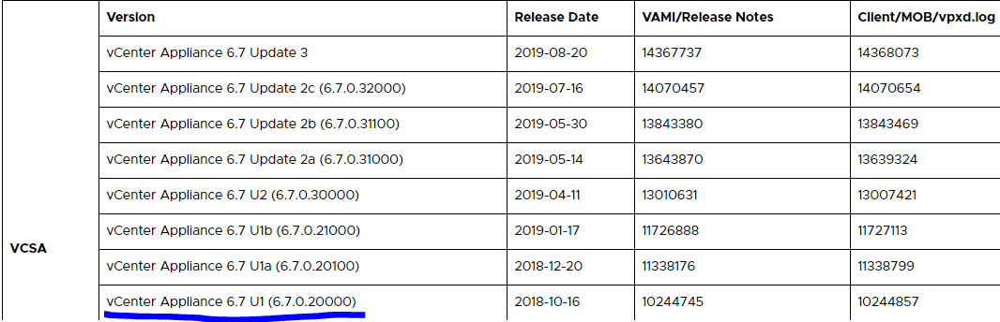 Version Release Date VAMI/Release Notes Client/MOB/vpxd.log
vCenter Appliance 6.7 Update 3 2019-08-20 14367737 14368073
vCenter Appliance 6.7 Update 2c (6.7.0.32000) 2019-07-16 14070457 14070654
vCenter Appliance 6.7 Update 2b (6.7.0.31100) 2019-05-30 13843380 13843469
vCenter Appliance 6.7 Update 2a (6.7.0.31000) 2019-05-14 13643870 13639324
vCenter Appliance 6.7 U2 (6.7.0.30000) 2019-04-11 13010631 13007421
vCenter Appliance 6.7 U1b (6.7.0.21000) 2019-01-17 11726888 11727113
VCSA
vCenter Appliance 6.7 U1a (6.7.0.20100) 2018-12-20 11338176 11338799
vCenter Appliance 6.7 U1 (6.7.0.20000) 2018-10-16 10244745 10244857